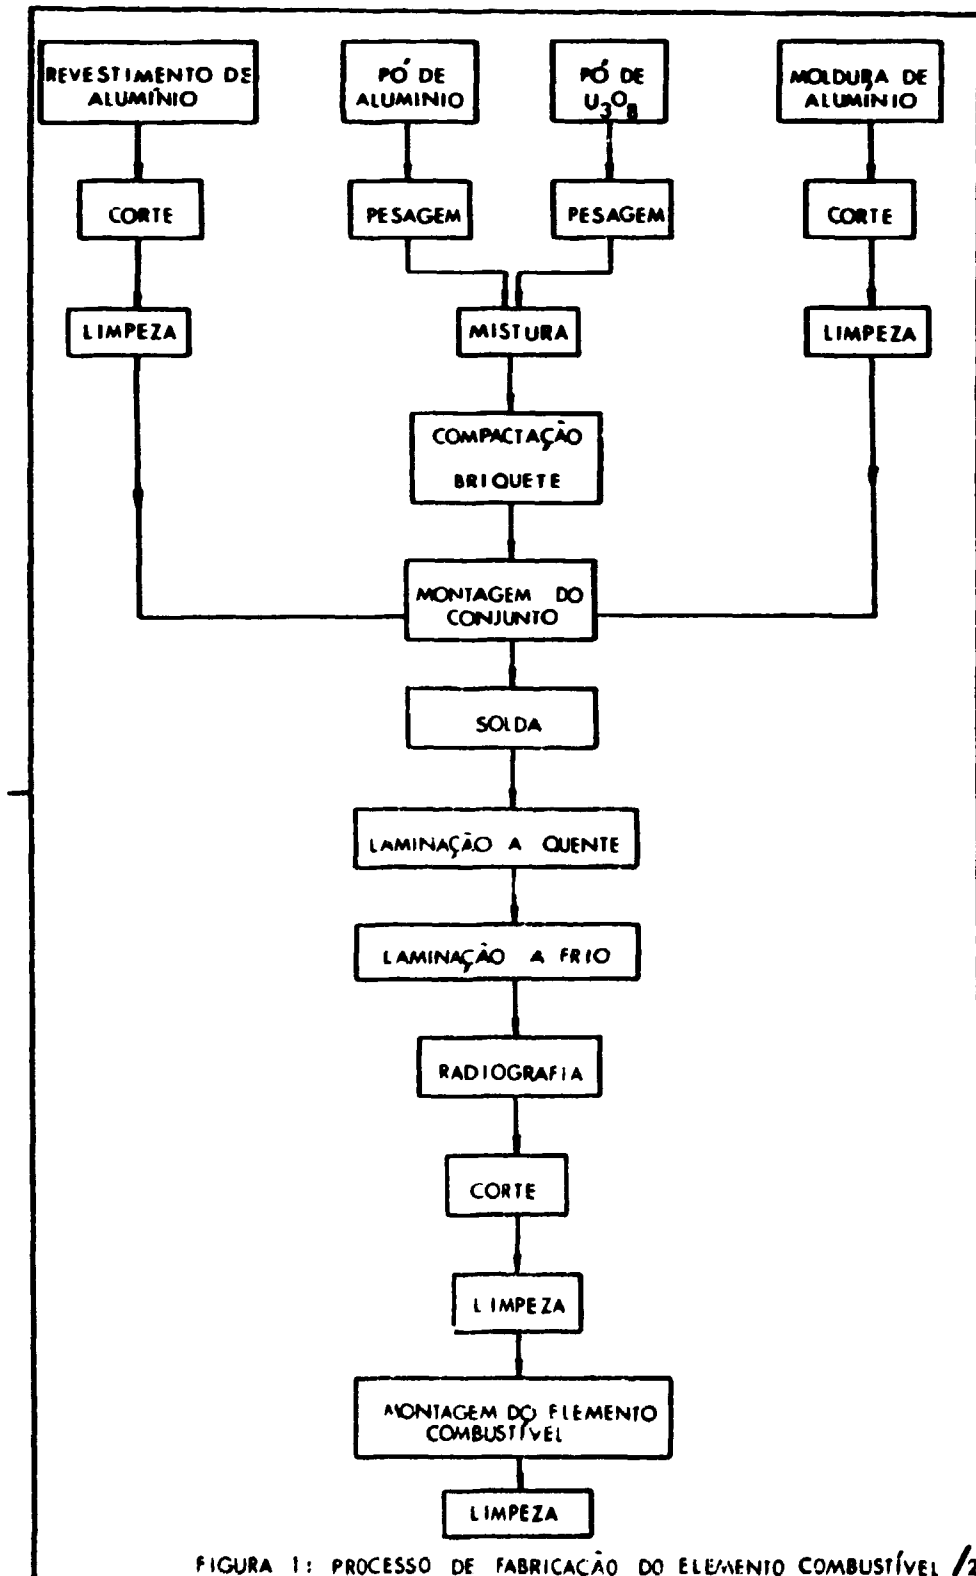 REVESTIMENTO DE
ALUMÍNIO
PÓ DE
ALUMINIO
PÓ DE
U3O8
MOLDURA DE
ALUMINIO
CORTE
PESAGEM
PESAGEM
CORTE
LIMPEZA
MISTURA
LIMPEZA
COMPACTAÇÃO
BRIQUETE
MONTAGEM DO
CONJUNTO
SOLDA
LAMINAÇÃO A QUENTE
LAMINAÇÃO A FRIO
RADIOGRAFIA
CORTE
LIMPEZA
MONTAGEM DO ELEMENTO
COMBUSTÍVEL
LIMPEZA
FIGURA 1: PROCESSO DE FABRICAÇÃO DO ELEMENTO COMBUSTÍVEL